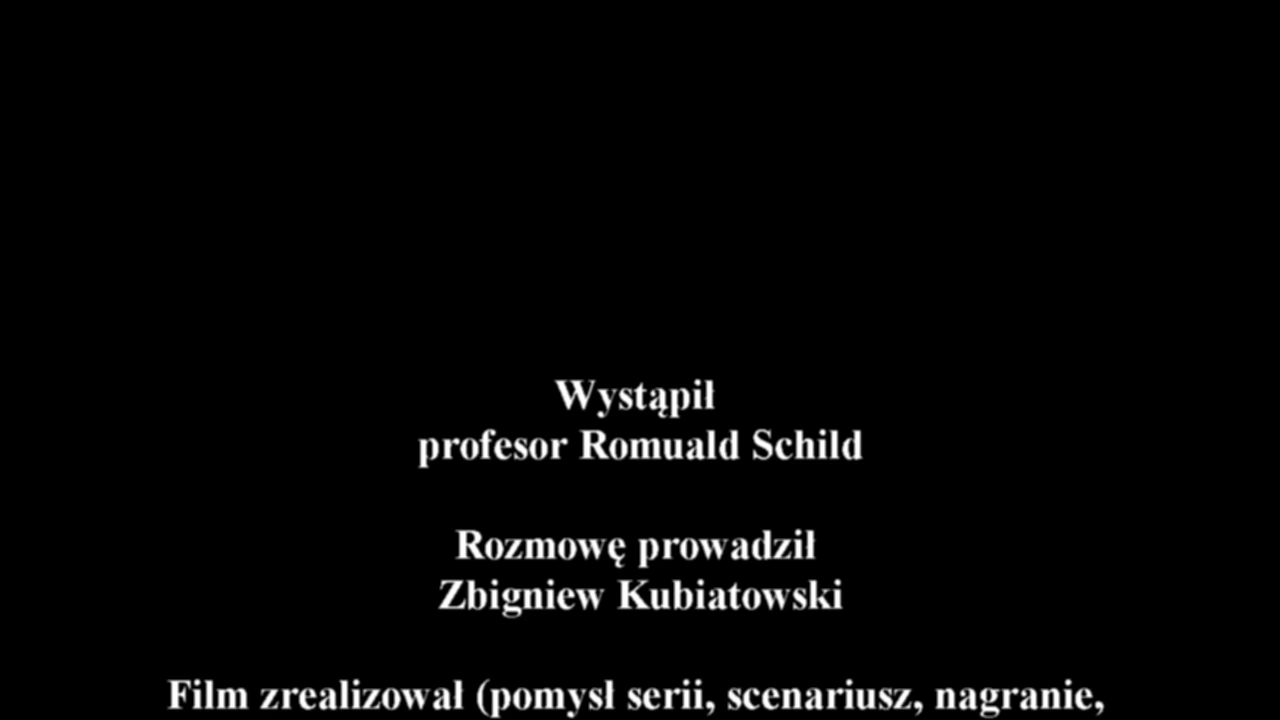 Wystąpił
profesor Romuald Schild
Rozmowę prowadził
Zbigniew Kubiatowski
Film zrealizował (pomysł serii, scenariusz, nagranie,